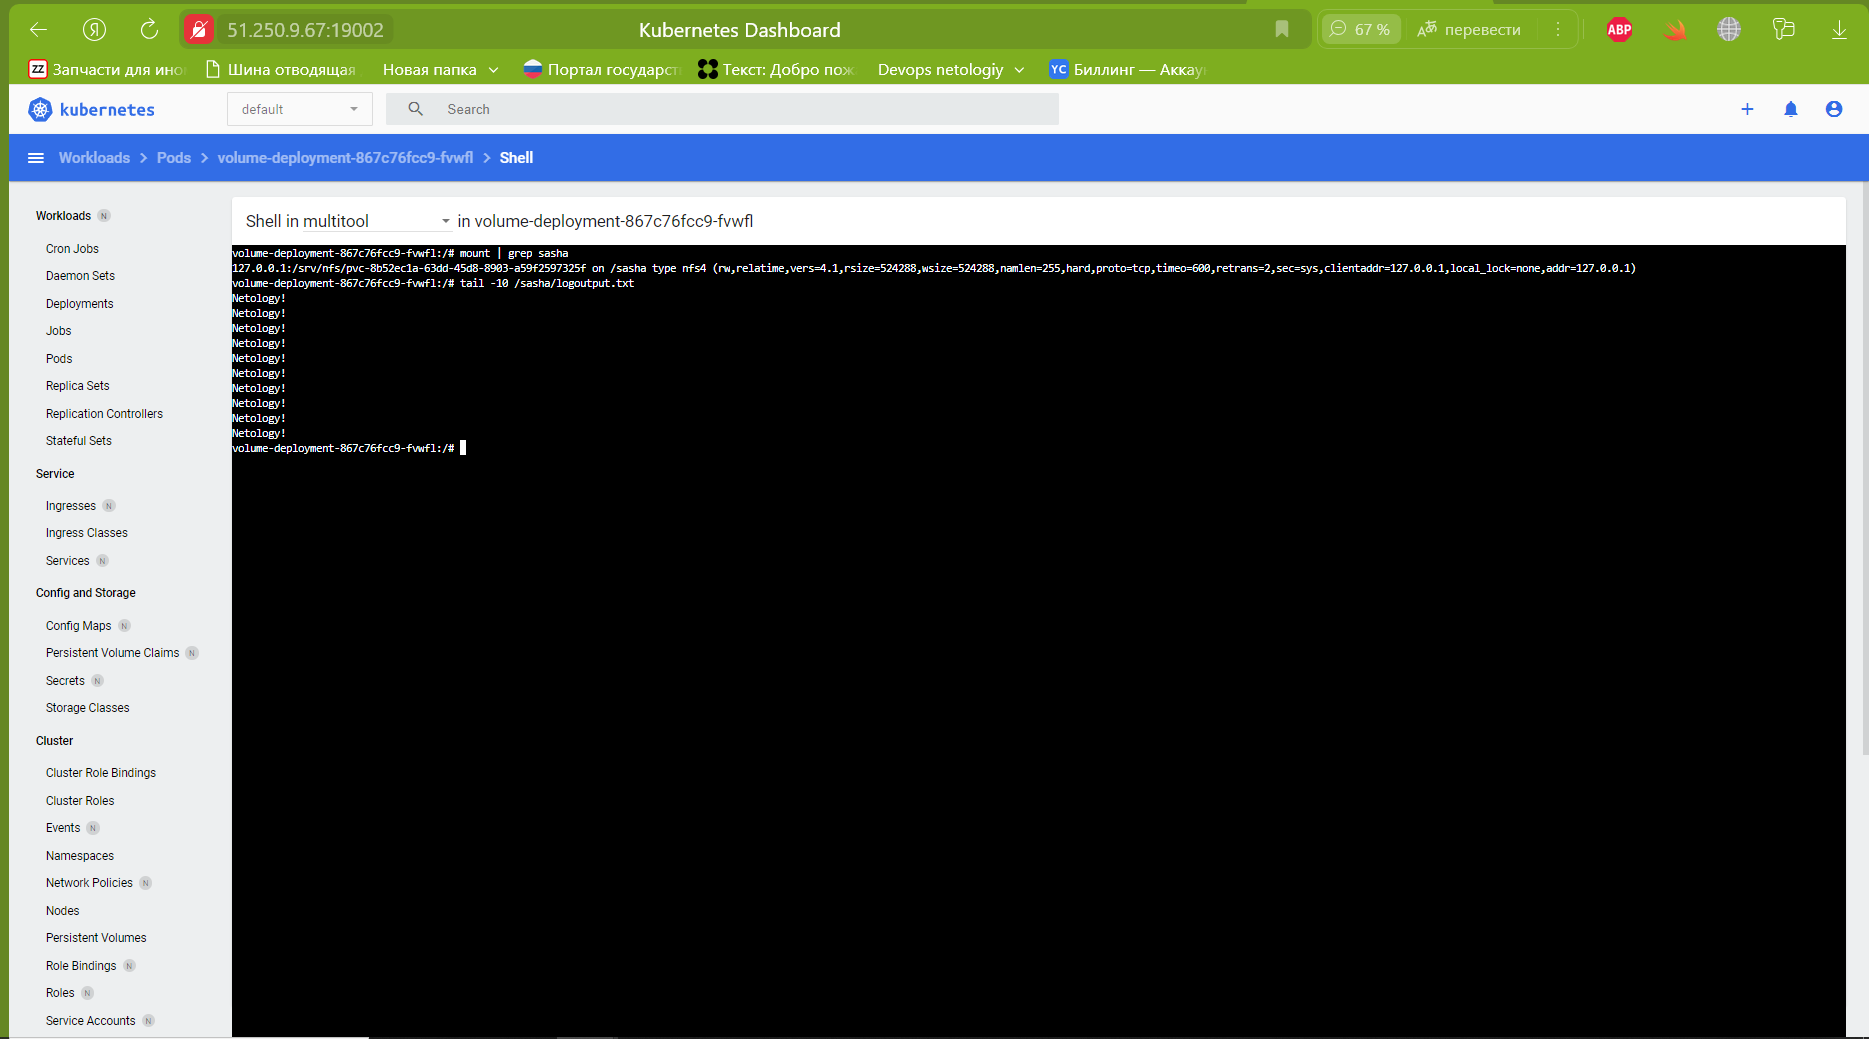 51.250.9.67:19002
Kubernetes Dashboard
67 %
перевести
ABP
ZZ Запчасти для ино
Шина отводящая
Новая папка
Портал государст
Текст: Добро пож
Devops netologiy
YC Биллинг — Аккау
kubernetes
default
Search
Workloads > Pods > volume-deployment-867c76fcc9-fvwfl > Shell
Workloads N
Cron Jobs
Daemon Sets
Deployments
Jobs
Pods
Replica Sets
Replication Controllers
Stateful Sets
Service
Ingresses N
Ingress Classes
Services N
Config and Storage
Config Maps N
Persistent Volume Claims N
Secrets N
Storage Classes
Cluster
Cluster Role Bindings
Cluster Roles
Events N
Namespaces
Network Policies N
Nodes
Persistent Volumes
Role Bindings N
Roles N
Service Accounts N
Shell in multitool in volume-deployment-867c76fcc9-fvwfl
volume-deployment-867c76fcc9-fvwfl:/# mount | grep sasha
127.0.0.1:/srv/nfs/pvc-8b52ec1a-63dd-45d8-8903-a59f2597325f on /sasha type nfs4 (rw,relatime,vers=4.1,rsize=524288,wsize=524288,namlen=255,hard,proto=tcp,timeo=600,retrans=2,sec=sys,clientaddr=127.0.0.1,local_lock=none,addr=127.0.0.1)
volume-deployment-867c76fcc9-fvwfl:/# tail -10 /sasha/logoutput.txt
Netology!
Netology!
Netology!
Netology!
Netology!
Netology!
Netology!
Netology!
Netology!
Netology!
volume-deployment-867c76fcc9-fvwfl:/#